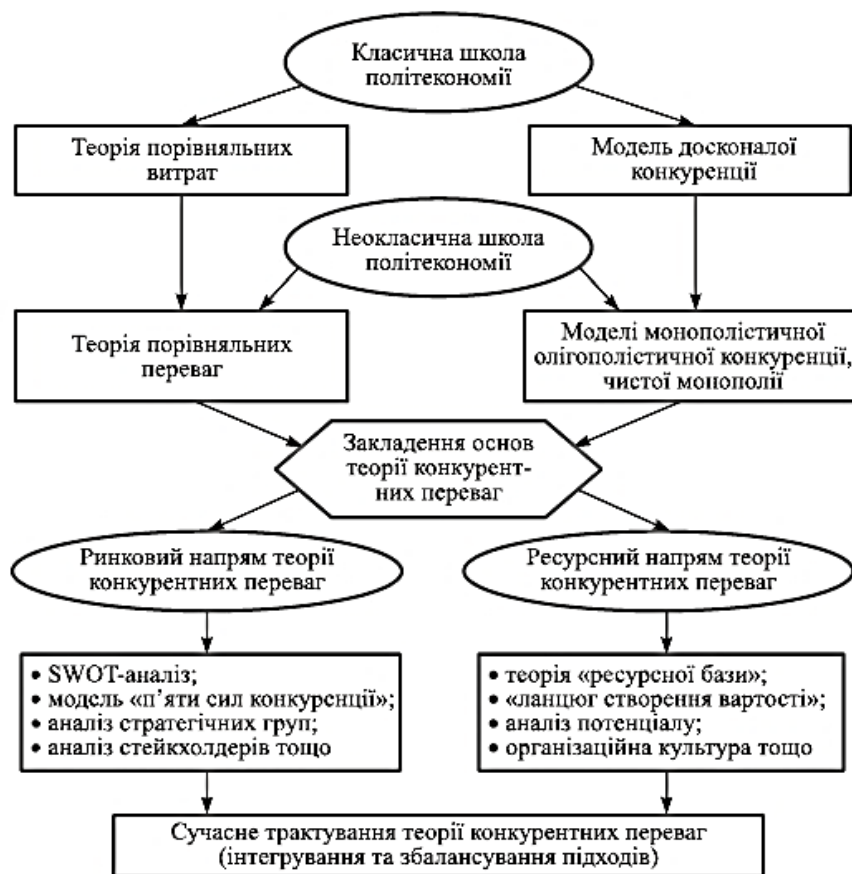 Класична школа
політекономії
Теорія порівняльних
витрат
Модель досконалої
конкуренції
Неокласична школа
політекономії
Теорія порівняльних
переваг
Моделі монополістичної
олігополістичної конкуренції,
чистої монополії
Закладення основ
теорії конкурент-
них переваг
Ринковий напрям теорії
конкурентних переваг
Ресурсний напрям теорії
конкурентних переваг
• SWOT-аналіз;
• модель «п’яти сил конкуренції»;
• аналіз стратегічних груп;
• аналіз стейкхолдерів тощо
• теорія «ресурсної бази»;
• «ланцюг створення вартості»;
• аналіз потенціалу;
• організаційна культура тощо
Сучасне трактування теорії конкурентних переваг
(інтегрування та збалансування підходів)